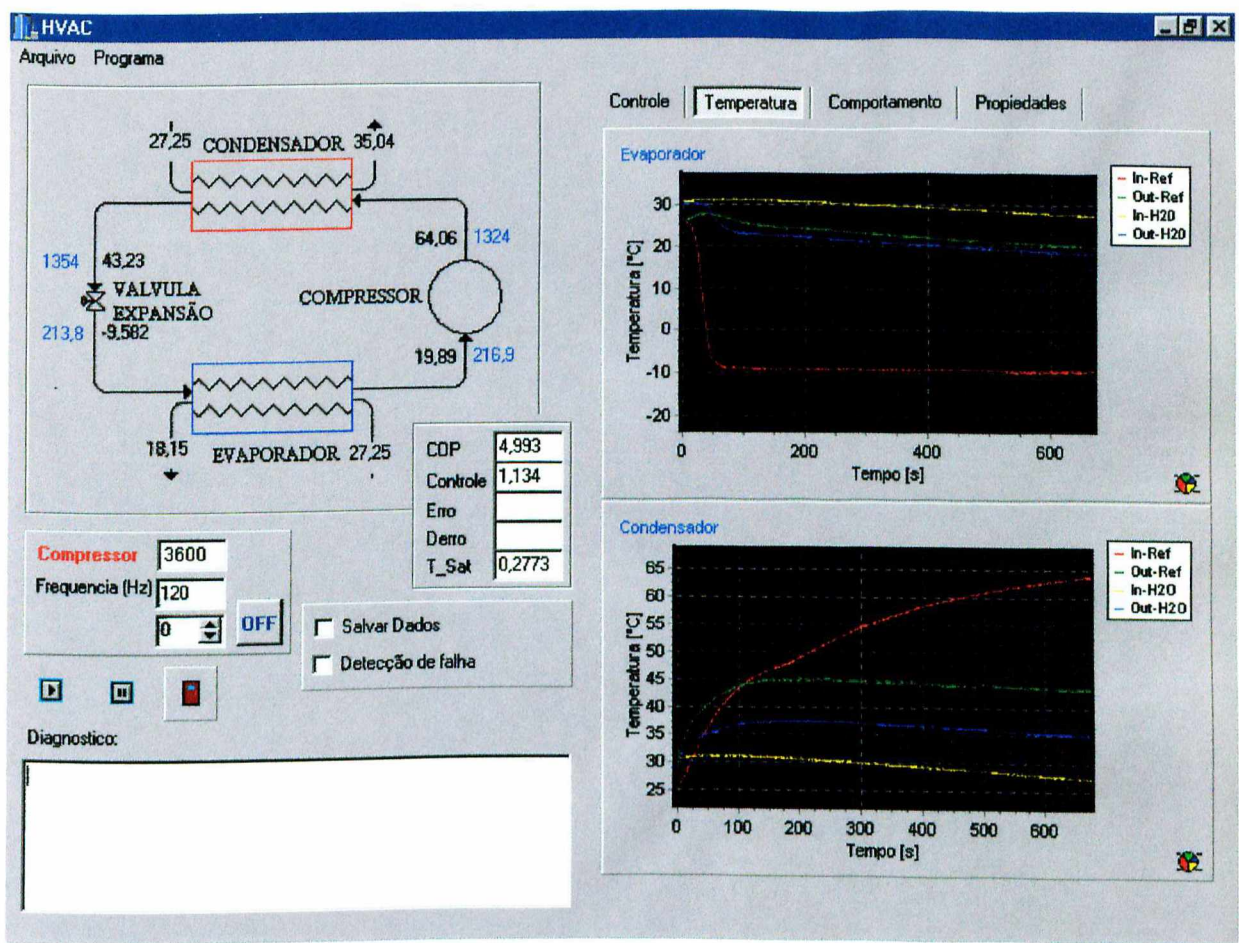 HVAC
Arquivo Programa
27,25 CONDENSADOR 35,04
64,06 1324
1354 43,23
VALVULA
EXPANSÃO
COMPRESSOR
213,8 -9,582
19,89 216,9
18,15 EVAPORADOR 27,25
COP 4,993
Controle 1,134
Erro
Derro
T_Sat 0,2773
Compressor 3600
Frequencia (Hz) 120
0 OFF
Salvar Dados
Detecção de falha
Diagnostico:
Controle Temperatura Comportamento Propiedades
Evaporador
In-Ref
Out-Ref
In-H20
Out-H20
30
20
10
0
-10
-20
Temperatura [°C]
0 200 400 600
Tempo [s]
Condensador
In-Ref
Out-Ref
In-H2O
Out-H2O
65
60
55
50
45
40
35
30
25
Temperatura [°C]
0 100 200 300 400 500 600
Tempo [s]